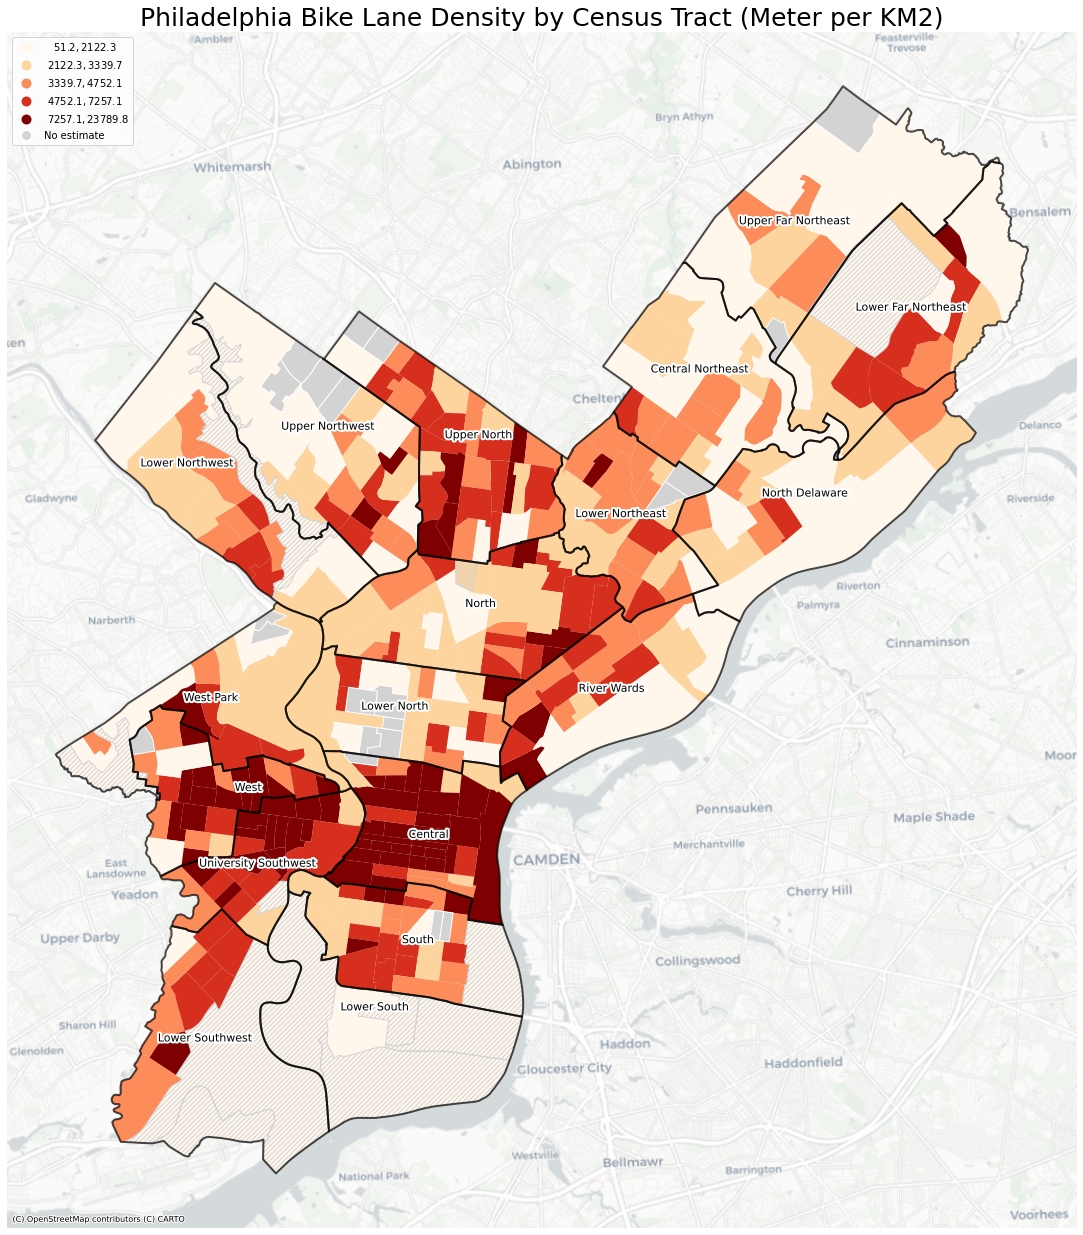 Philadelphia Bike Lane Density by Census Tract (Meter per KM2)
51.2, 2122.3
2122.3, 3339.7
3339.7, 4752.1
4752.1, 7257.1
7257.1, 23789.8
No estimate
Ambler
Feasterville-
Trevose
Bryn Athyn
Whitemarsh
Abington
Bensalem
Upper Far Northeast
Lower Far Northeast
ken
Central Northeast
Chelten
Delanco
Upper Northwest
Upper North
Lower Northwest
Gladwyne
North Delaware
Riverside
Lower Northeast
Riverton
Palmyra
North
Narberth
Cinnaminson
River Wards
West Park
Lower North
Moor
West
Pennsauken
Maple Shade
Central
Merchantville
CAMDEN
East
Lansdowne
University Southwest
Yeadon
Cherry Hill
Upper Darby
South
Collingswood
Lower South
Sharon Hill
Lower Southwest
Haddon
Glenolden
Haddonfield
Gloucester City
Westville
Bellmawr
Barrington
National Park
Voorhees
(C) OpenStreetMap contributors (C) CARTO